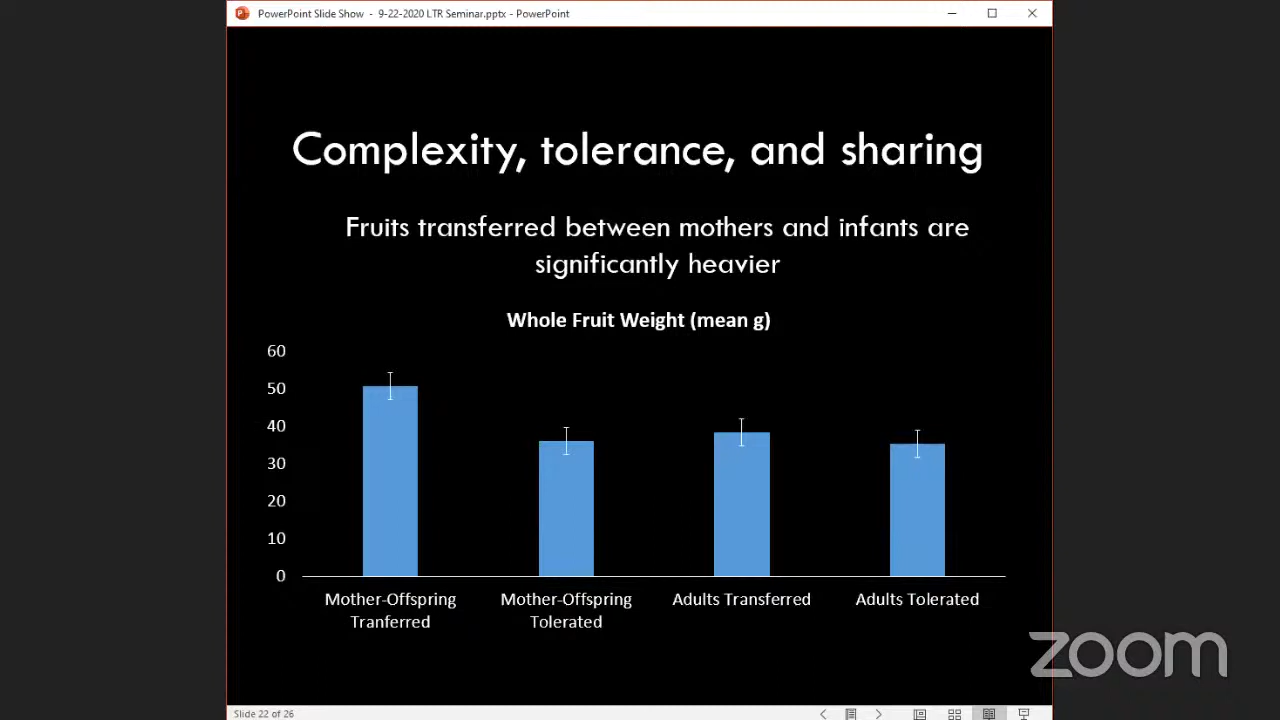 PowerPoint Slide Show - 9-22-2020 LTR Seminar.pptx - PowerPoint
Complexity, tolerance, and sharing
Fruits transferred between mothers and infants are
significantly heavier
Whole Fruit Weight (mean g)
60
50
40
30
20
10
0
Mother-Offspring
Tranferred
Mother-Offspring
Tolerated
Adults Transferred
Adults Tolerated
zoom
Slide 22 of 26